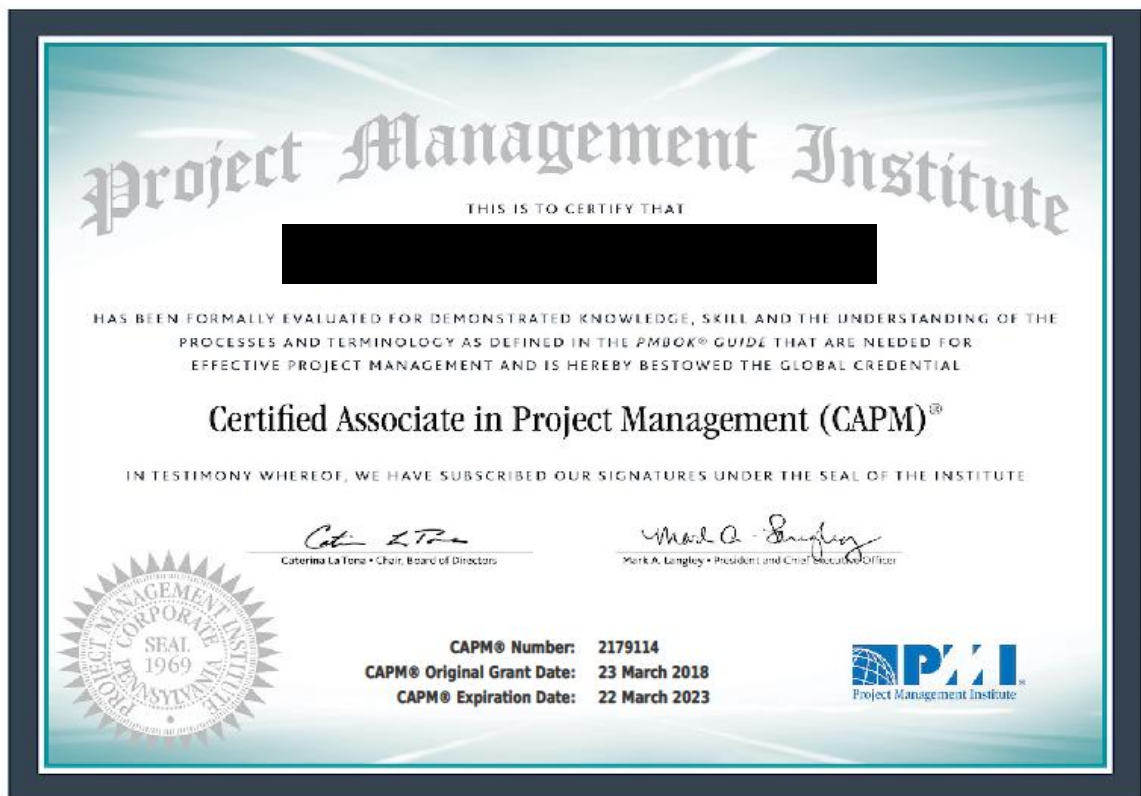 Project Management Institute
THIS IS TO CERTIFY THAT
HAS BEEN FORMALLY EVALUATED FOR DEMONSTRATED KNOWLEDGE, SKILL AND THE UNDERSTANDING OF THE
PROCESSES AND TERMINOLOGY AS DEFINED IN THE PMBOK® GUIDE THAT ARE NEEDED FOR
EFFECTIVE PROJECT MANAGEMENT AND IS HEREBY BESTOWED THE GLOBAL CREDENTIAL
Certified Associate in Project Management (CAPM)®
IN TESTIMONY WHEREOF, WE HAVE SUBSCRIBED OUR SIGNATURES UNDER THE SEAL OF THE INSTITUTE
Caterina La Tona • Chair, Board of Directors
Mark A. Langley • President and Chief Executive Officer
PROJECT MANAGEMENT INSTITUTE
CORPORATE
SEAL
1969
PENNSYLVANIA
CAPM® Number: 2179114
CAPM® Original Grant Date: 23 March 2018
CAPM® Expiration Date: 22 March 2023
PMI®
Project Management Institute